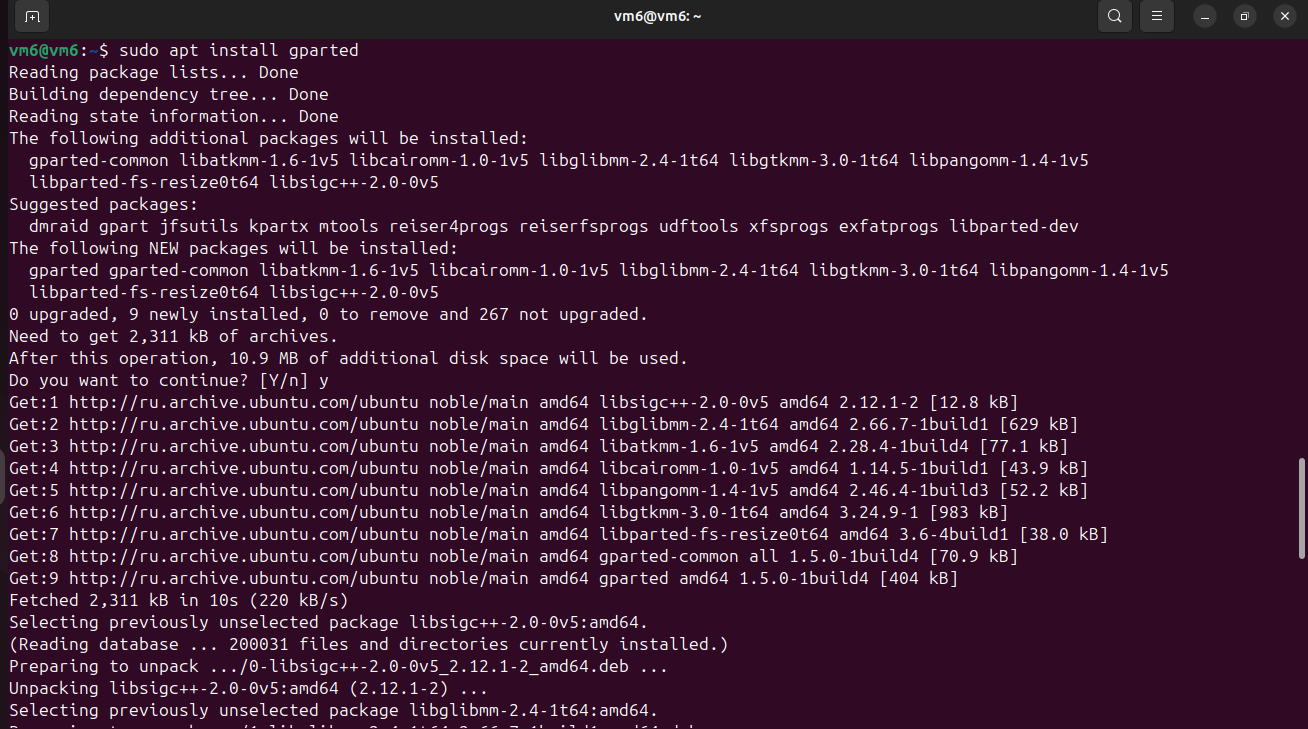 vm6@vm6: ~
vm6@vm6:~$ sudo apt install gparted
Reading package lists... Done
Building dependency tree... Done
Reading state information... Done
The following additional packages will be installed:
  gparted-common libatkmm-1.6-1v5 libcairomm-1.0-1v5 libglibmm-2.4-1t64 libgtkmm-3.0-1t64 libpangomm-1.4-1v5
  libparted-fs-resize0t64 libsigc++-2.0-0v5
Suggested packages:
  dmraid gpart jfsutils kpartx mtools reiser4progs reiserfsprogs udftools xfsprogs exfatprogs libparted-dev
The following NEW packages will be installed:
  gparted gparted-common libatkmm-1.6-1v5 libcairomm-1.0-1v5 libglibmm-2.4-1t64 libgtkmm-3.0-1t64 libpangomm-1.4-1v5
  libparted-fs-resize0t64 libsigc++-2.0-0v5
0 upgraded, 9 newly installed, 0 to remove and 267 not upgraded.
Need to get 2,311 kB of archives.
After this operation, 10.9 MB of additional disk space will be used.
Do you want to continue? [Y/n] y
Get:1 http://ru.archive.ubuntu.com/ubuntu noble/main amd64 libsigc++-2.0-0v5 amd64 2.12.1-2 [12.8 kB]
Get:2 http://ru.archive.ubuntu.com/ubuntu noble/main amd64 libglibmm-2.4-1t64 amd64 2.66.7-1build1 [629 kB]
Get:3 http://ru.archive.ubuntu.com/ubuntu noble/main amd64 libatkmm-1.6-1v5 amd64 2.28.4-1build4 [77.1 kB]
Get:4 http://ru.archive.ubuntu.com/ubuntu noble/main amd64 libcairomm-1.0-1v5 amd64 1.14.5-1build1 [43.9 kB]
Get:5 http://ru.archive.ubuntu.com/ubuntu noble/main amd64 libpangomm-1.4-1v5 amd64 2.46.4-1build3 [52.2 kB]
Get:6 http://ru.archive.ubuntu.com/ubuntu noble/main amd64 libgtkmm-3.0-1t64 amd64 3.24.9-1 [983 kB]
Get:7 http://ru.archive.ubuntu.com/ubuntu noble/main amd64 libparted-fs-resize0t64 amd64 3.6-4build1 [38.0 kB]
Get:8 http://ru.archive.ubuntu.com/ubuntu noble/main amd64 gparted-common all 1.5.0-1build4 [70.9 kB]
Get:9 http://ru.archive.ubuntu.com/ubuntu noble/main amd64 gparted amd64 1.5.0-1build4 [404 kB]
Fetched 2,311 kB in 10s (220 kB/s)
Selecting previously unselected package libsigc++-2.0-0v5:amd64.
(Reading database ... 200031 files and directories currently installed.)
Preparing to unpack .../0-libsigc++-2.0-0v5_2.12.1-2_amd64.deb ...
Unpacking libsigc++-2.0-0v5:amd64 (2.12.1-2) ...
Selecting previously unselected package libglibmm-2.4-1t64:amd64.